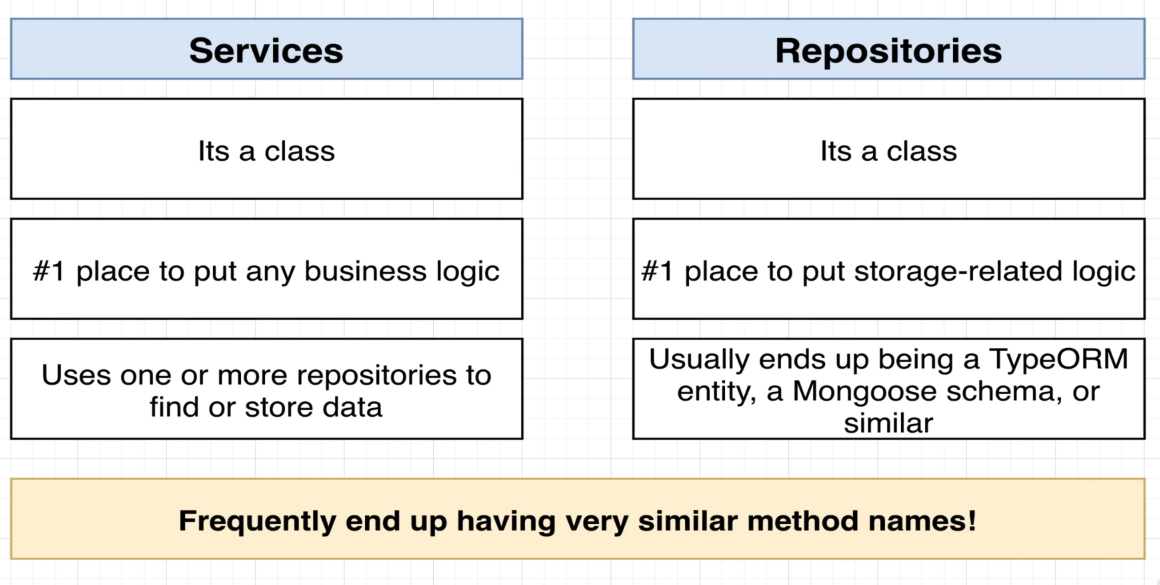 Services
Repositories
Its a class
Its a class
#1 place to put any business logic
#1 place to put storage-related logic
Uses one or more repositories to
find or store data
Usually ends up being a TypeORM
entity, a Mongoose schema, or
similar
Frequently end up having very similar method names!